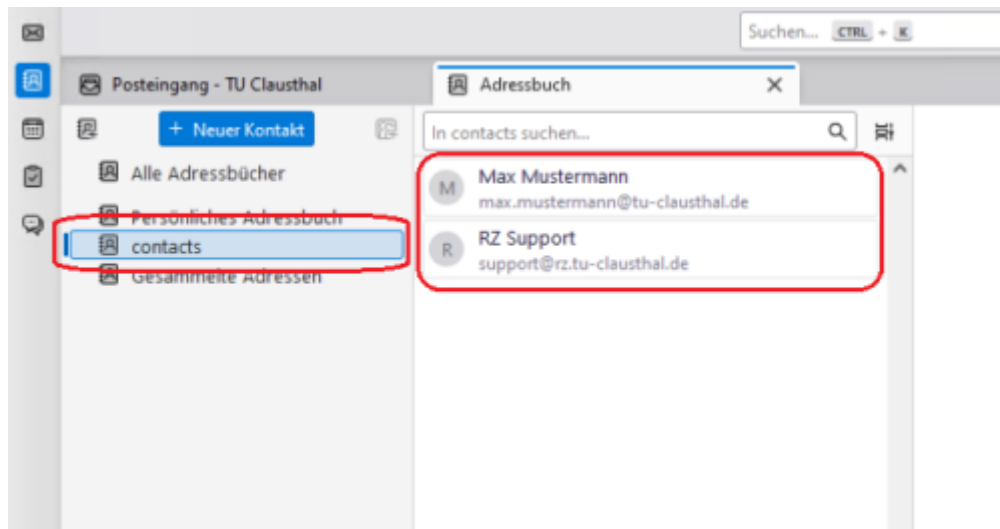 Suchen... CTRL + K
Posteingang - TU Clausthal
Adressbuch
+ Neuer Kontakt
In contacts suchen...
Alle Adressbücher
Persönliches Adressbuch
contacts
Gesammelte Adressen
M
Max Mustermann
max.mustermann@tu-clausthal.de
R
RZ Support
support@rz.tu-clausthal.de